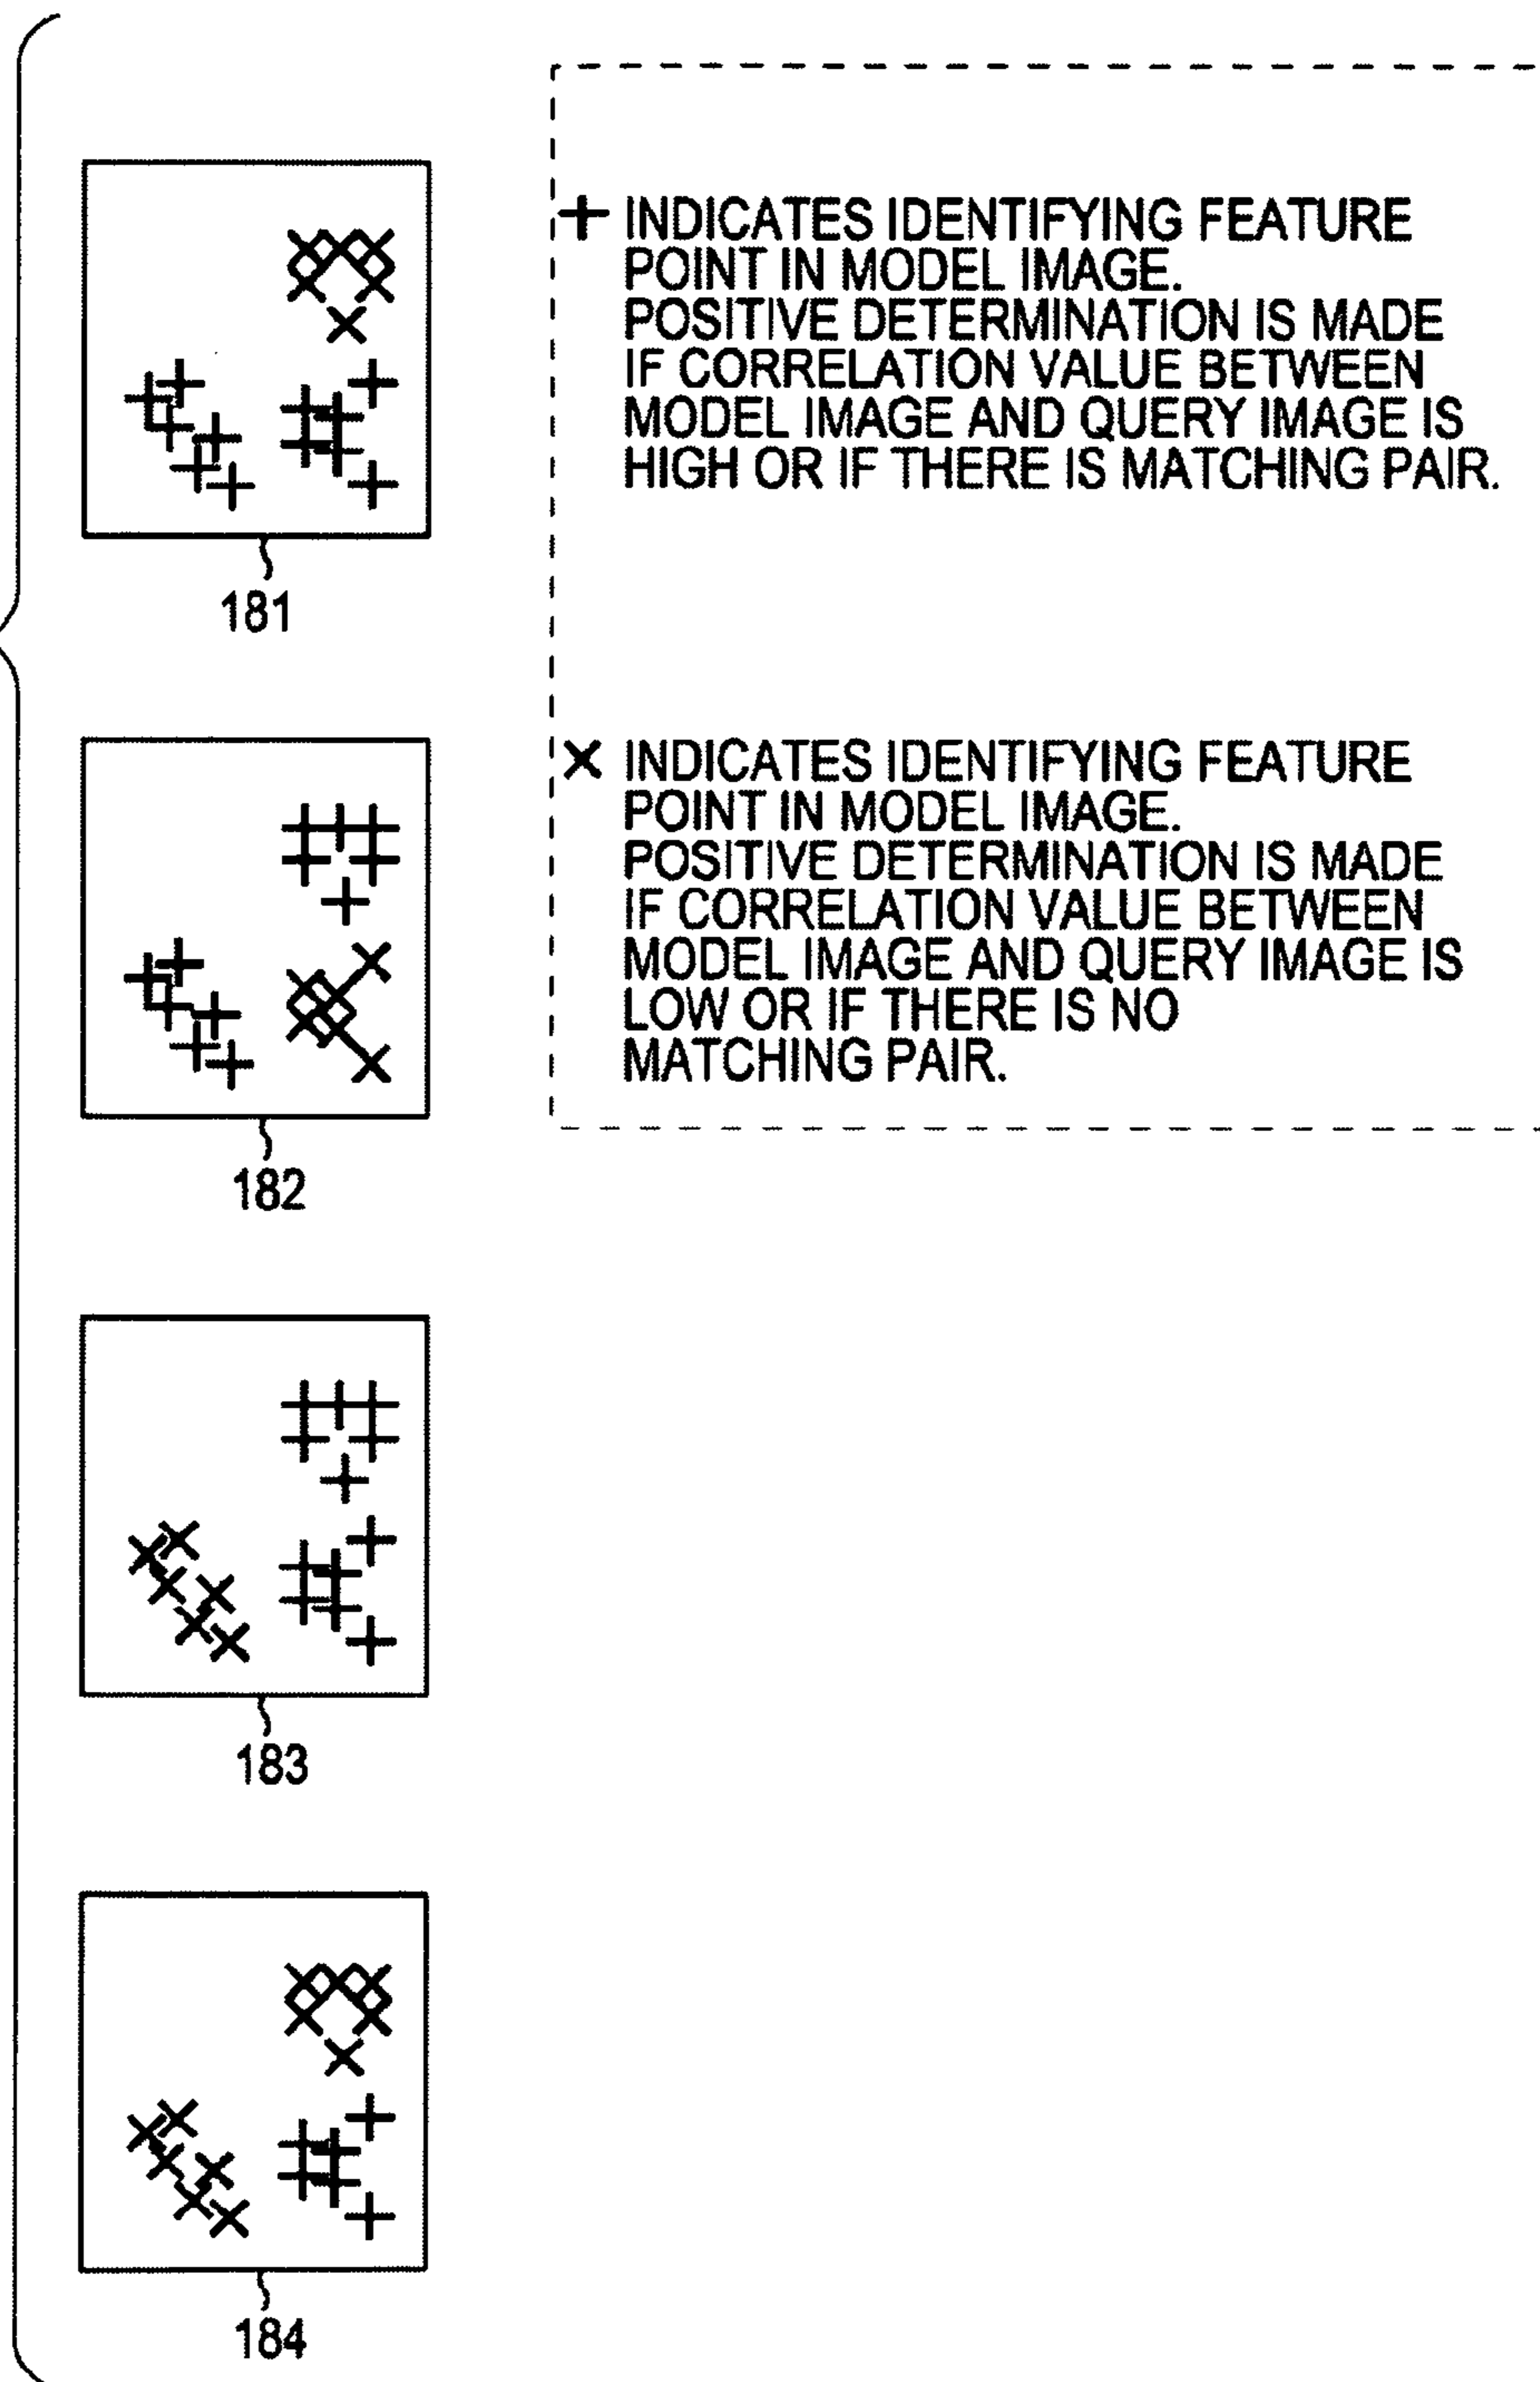 + INDICATES IDENTIFYING FEATURE
POINT IN MODEL IMAGE.
POSITIVE DETERMINATION IS MADE
IF CORRELATION VALUE BETWEEN
MODEL IMAGE AND QUERY IMAGE IS
HIGH OR IF THERE IS MATCHING PAIR.
181
× INDICATES IDENTIFYING FEATURE
POINT IN MODEL IMAGE.
POSITIVE DETERMINATION IS MADE
IF CORRELATION VALUE BETWEEN
MODEL IMAGE AND QUERY IMAGE IS
LOW OR IF THERE IS NO
MATCHING PAIR.
182
183
184